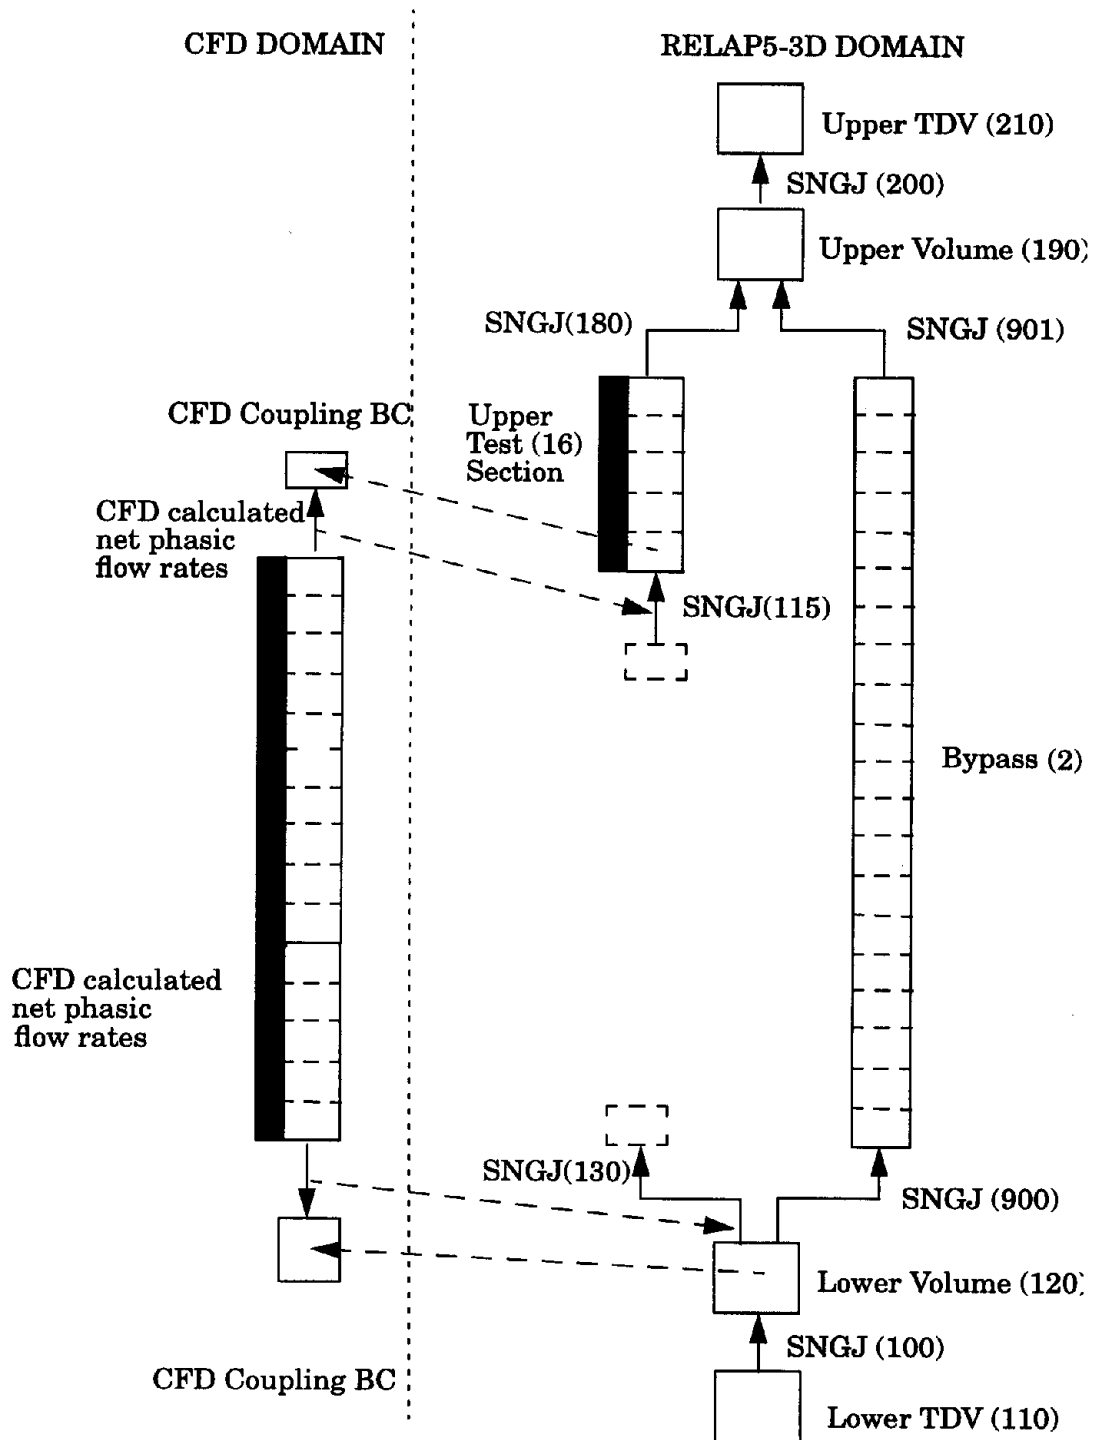 CFD DOMAIN
RELAP5-3D DOMAIN
Upper TDV (210)
SNGJ (200)
Upper Volume (190)
SNGJ(180)
SNGJ (901)
CFD Coupling BC
Upper
Test (16)
Section
CFD calculated
net phasic
flow rates
SNGJ(115)
Bypass (2)
CFD calculated
net phasic
flow rates
SNGJ(130)
SNGJ (900)
Lower Volume (120)
SNGJ (100)
CFD Coupling BC
Lower TDV (110)